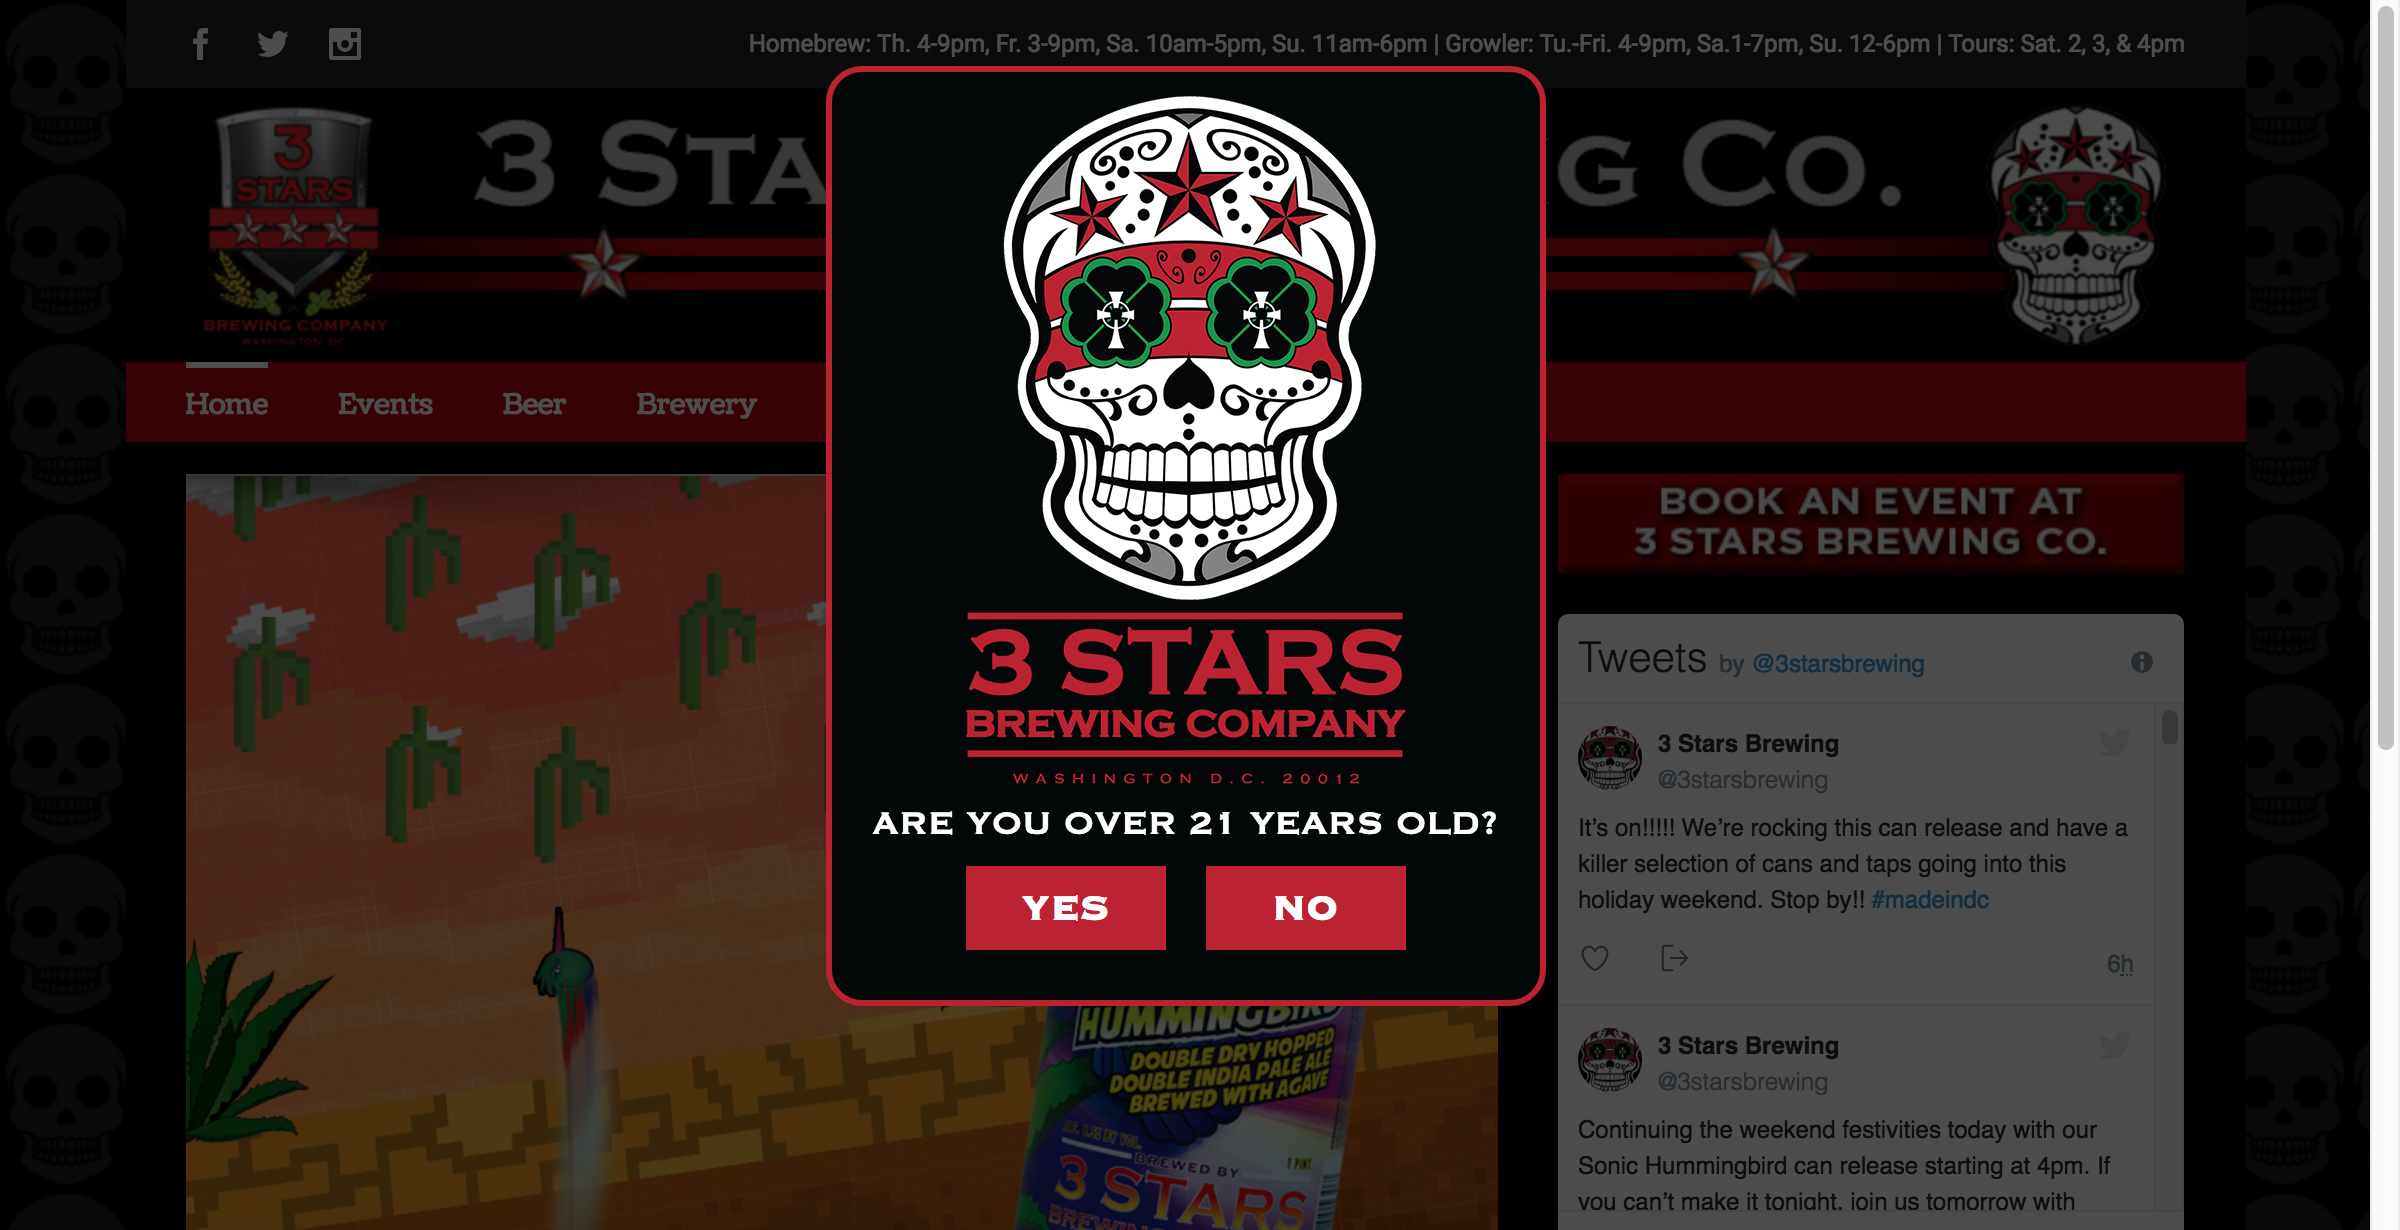 Homebrew: Th. 4-9pm, Fr. 3-9pm, Sa. 10am-5pm, Su. 11am-6pm | Growler: Tu.-Fri. 4-9pm, Sa.1-7pm, Su. 12-6pm | Tours: Sat. 2, 3, & 4pm
3
STARS
BREWING COMPANY
WASHINGTON, DC
3 STA
G CO.
Home
Events
Beer
Brewery
3 STARS
BREWING COMPANY
WASHINGTON D.C. 20012
ARE YOU OVER 21 YEARS OLD?
YES
NO
BOOK AN EVENT AT
3 STARS BREWING CO.
Tweets by @3starsbrewing
3 Stars Brewing
@3starsbrewing
It's on!!!!! We're rocking this can release and have a
killer selection of cans and taps going into this
holiday weekend. Stop by!! #madeindc
6h
3 Stars Brewing
@3starsbrewing
Continuing the weekend festivities today with our
Sonic Hummingbird can release starting at 4pm. If
you can't make it tonight, join us tomorrow with
HUMMINGBIRD
DOUBLE DRY HOPPED
DOUBLE INDIA PALE ALE
BREWED WITH AGAVE
BREWED BY
1 PINT.
3 STARS